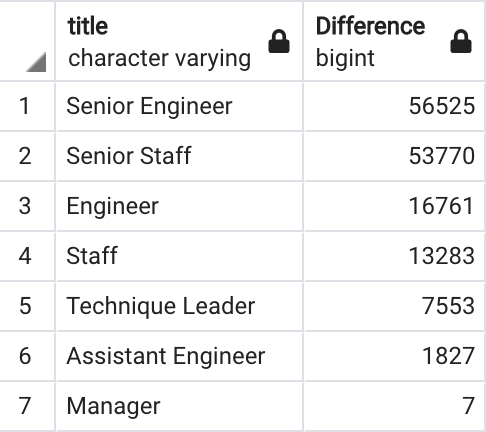 title Difference
character varying bigint
1 Senior Engineer 56525
2 Senior Staff 53770
3 Engineer 16761
4 Staff 13283
5 Technique Leader 7553
6 Assistant Engineer 1827
7 Manager 7